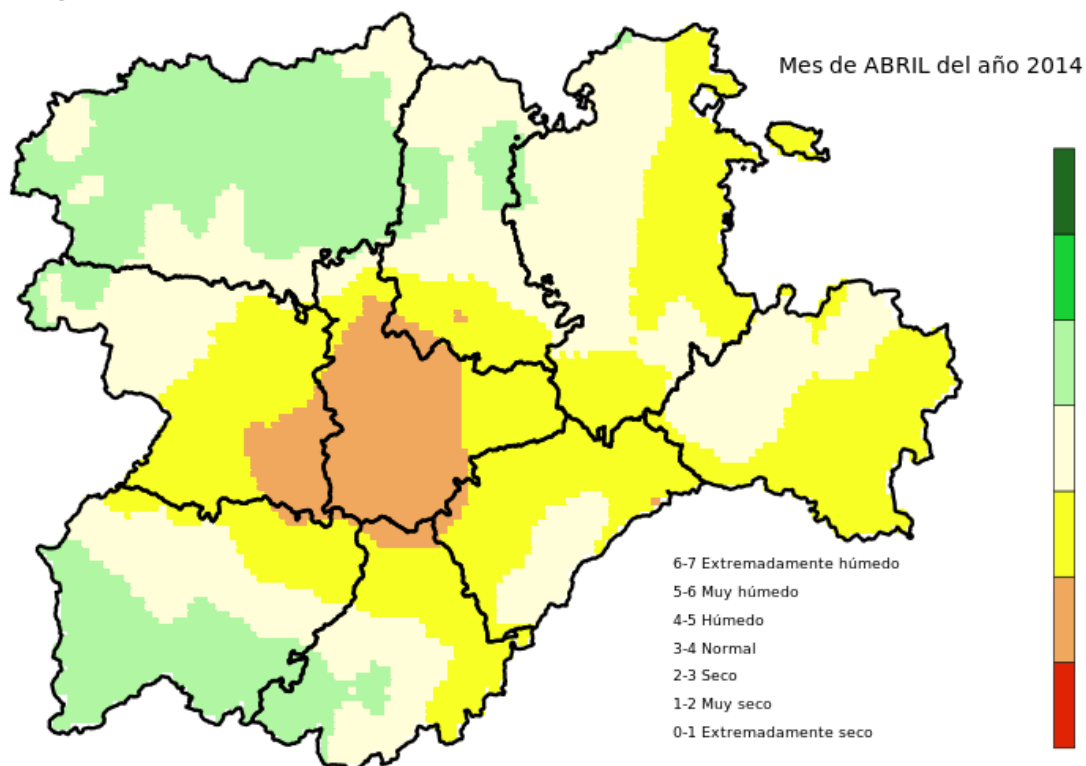 Mes de ABRIL del año 2014
6-7 Extremadamente húmedo
5-6 Muy húmedo
4-5 Húmedo
3-4 Normal
2-3 Seco
1-2 Muy seco
0-1 Extremadamente seco